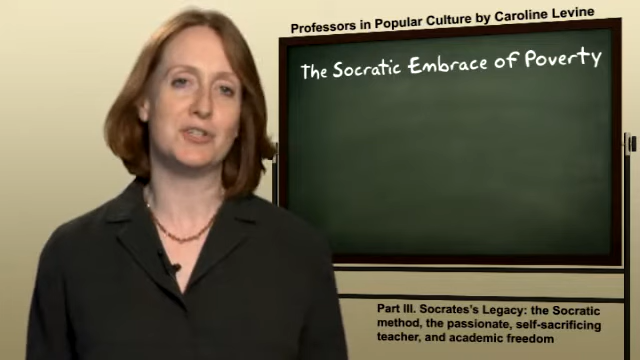 Professors in Popular Culture by Caroline Levine
The Socratic Embrace of Poverty
Part III. Socrates's Legacy: the Socratic
method, the passionate, self-sacrificing
teacher, and academic freedom